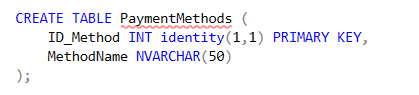 CREATE TABLE PaymentMethods (
    ID_Method INT identity(1,1) PRIMARY KEY,
    MethodName NVARCHAR(50)
);